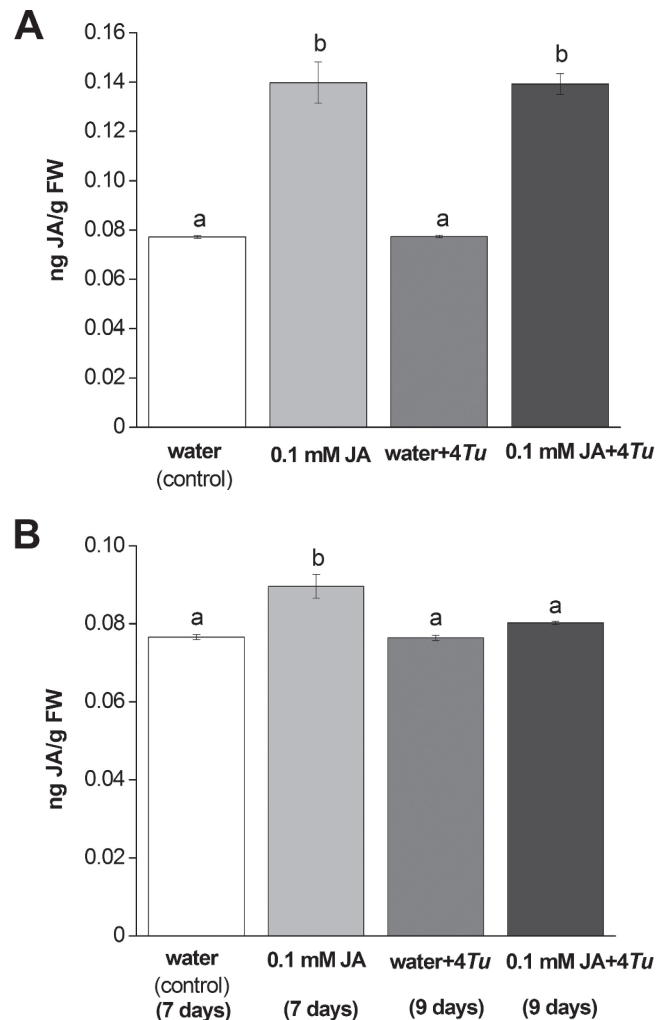 A
ng JA/g FW
0.16
0.14
0.12
0.10
0.08
0.06
0.04
0.02
0
a
b
a
b
water 0.1 mM JA water+4Tu 0.1 mM JA+4Tu
(control)
B
ng JA/g FW
0.10
0.08
0.06
0.04
0.02
0
a
b
a
a
water 0.1 mM JA water+4Tu 0.1 mM JA+4Tu
(control)
(7 days) (7 days) (9 days) (9 days)